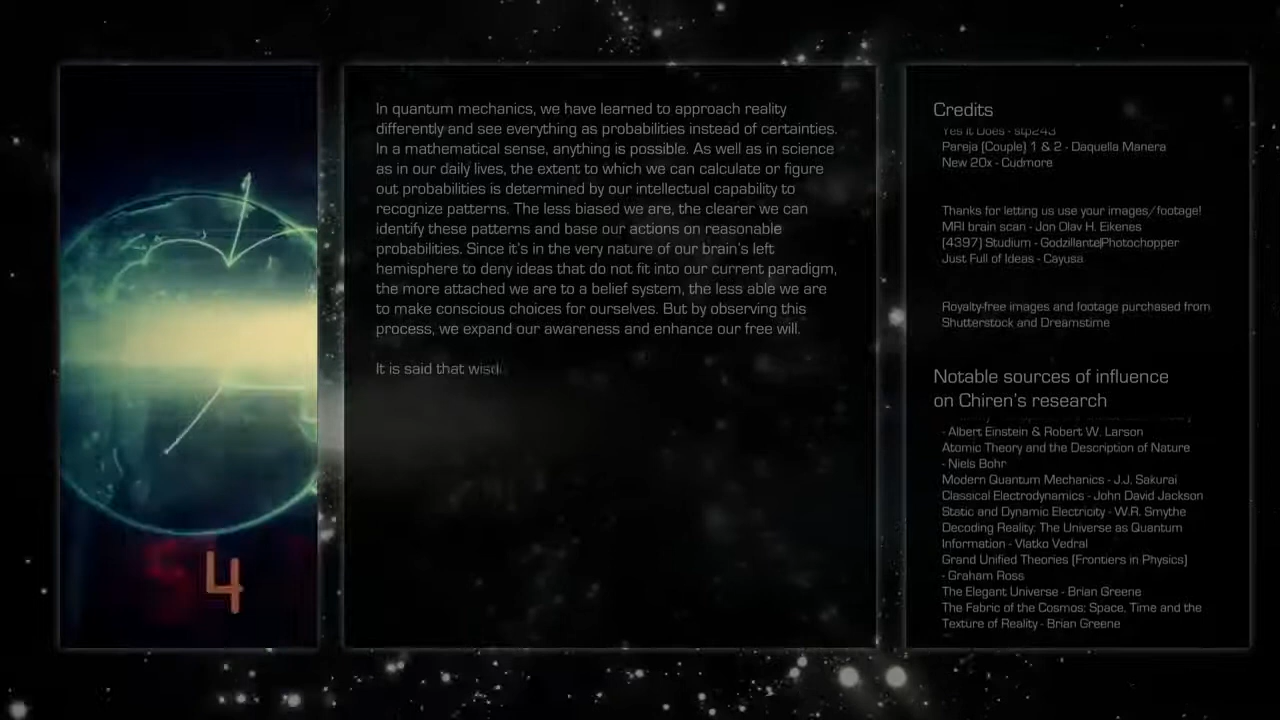 In quantum mechanics, we have learned to approach reality
differently and see everything as probabilities instead of certainties.
In a mathematical sense, anything is possible. As well as in science
as in our daily lives, the extent to which we can calculate or figure
out probabilities is determined by our intellectual capability to
recognize patterns. The less biased we are, the clearer we can
identify these patterns and base our actions on reasonable
probabilities. Since it's in the very nature of our brain's left
hemisphere to deny ideas that do not fit into our current paradigm,
the more attached we are to a belief system, the less able we are
to make conscious choices for ourselves. But by observing this
process, we expand our awareness and enhance our free will.
It is said that wisd
4
Credits
Yes It Does - stp243
Pareja (Couple) 1 & 2 - Daquella Manera
New 20x - Cudmore
Thanks for letting us use your images/footage!
MRI brain scan - Jon Olav H. Eikenes
(4397) Studium - Godzillante|Photochopper
Just Full of Ideas - Cayusa
Royalty-free images and footage purchased from
Shutterstock and Dreamstime
Notable sources of influence
on Chiren's research
- Albert Einstein & Robert W. Larson
Atomic Theory and the Description of Nature
- Niels Bohr
Modern Quantum Mechanics - J.J. Sakurai
Classical Electrodynamics - John David Jackson
Static and Dynamic Electricity - W.R. Smythe
Decoding Reality: The Universe as Quantum
Information - Vlatko Vedral
Grand Unified Theories (Frontiers in Physics)
- Graham Ross
The Elegant Universe - Brian Greene
The Fabric of the Cosmos: Space, Time and the
Texture of Reality - Brian Greene